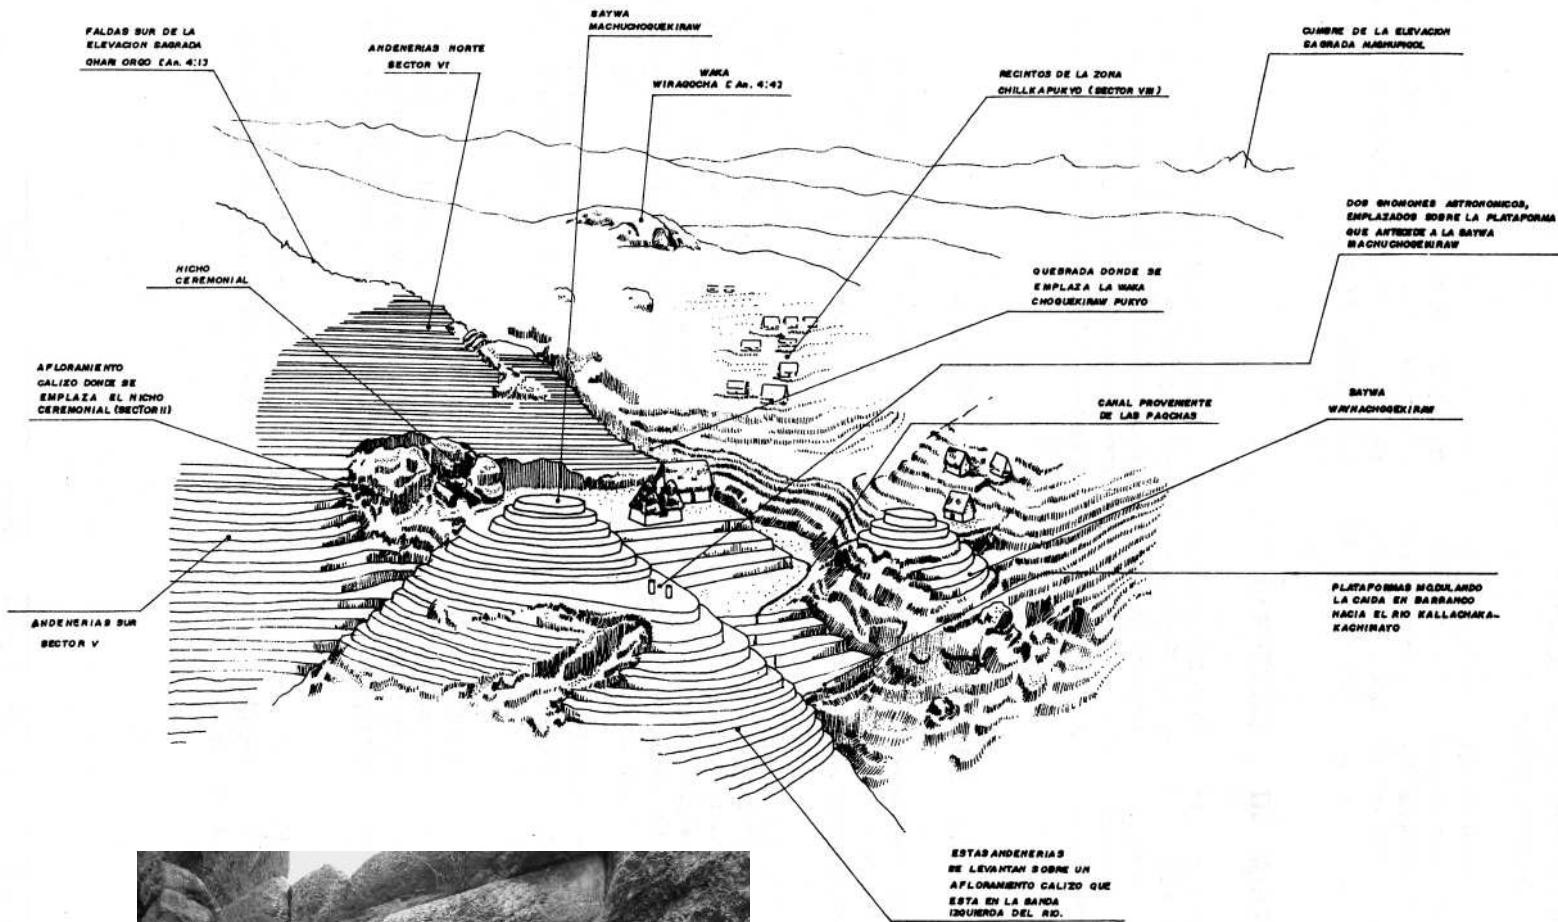 FALDAS SUR DE LA
ELEVACION SAGRADA
QHARI ORQO (An. 4:1)
ANDENERIAS NORTE
SECTOR VI
SAYWA
MACHUCHOQUEKIRAW
WAKA
WIRAQOCHA (An. 4:4)
RECINTOS DE LA ZONA
CHILLKAPUKYO (SECTOR VIII)
CUMBRE DE LA ELEVACION
SAGRADA
DOS GNOMONES ASTRONOMICOS,
EMPLAZADOS SOBRE LA PLATAFORMA
QUE ANTECEDE A LA SAYWA
MACHUCHOQEKIRAW
NICHO
CEREMONIAL
QUEBRADA DONDE SE
EMPLAZA LA WAKA
CHOQUEKIRAW PUKYO
AFLORAMIENTO
CALIZO DONDE SE
EMPLAZA EL NICHO
CEREMONIAL (SECTOR II)
CANAL PROVENIENTE
DE LAS PAQCHAS
SAYWA
WAYNACHOQEKIRAW
ANDENERIAS SUR
SECTOR V
PLATAFORMAS MODULANDO
LA CAIDA EN BARRANCO
HACIA EL RIO KALLACHAKA-
KACHIMAYO
ESTAS ANDENERIAS
SE LEVANTAN SOBRE UN
AFLORAMIENTO CALIZO QUE
ESTA EN LA BANDA
IZQUIERDA DEL RIO.